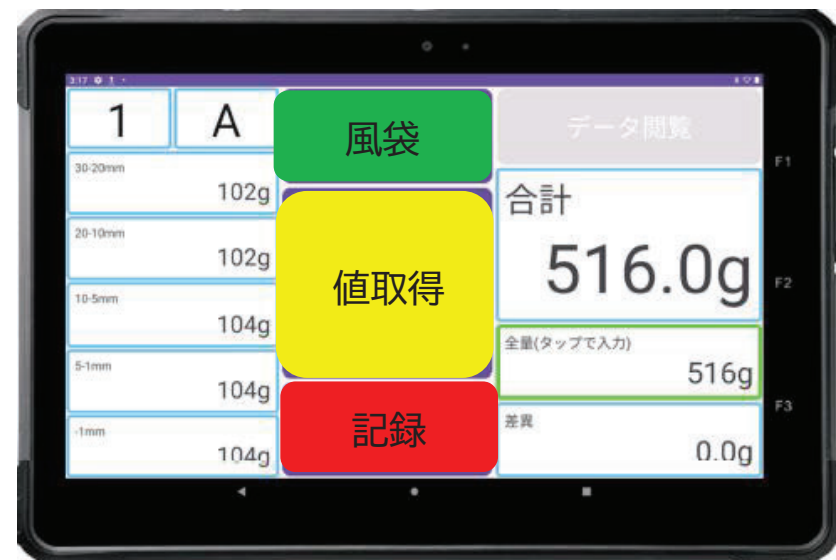 3:17
1
A
30-20mm
102g
20-10mm
102g
10-5mm
104g
5-1mm
104g
-1mm
104g
風袋
値取得
記録
データ閲覧
合計
516.0g
全量(タップで入力)
516g
差異
0.0g
F1
F2
F3